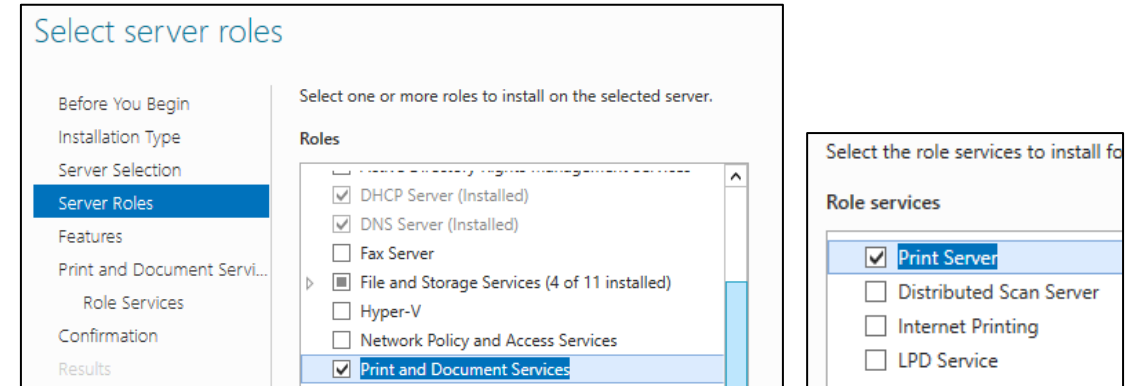 Select server roles
Before You Begin
Installation Type
Server Selection
Server Roles
Features
Print and Document Servi...
Role Services
Confirmation
Results
Select one or more roles to install on the selected server.
Roles
DHCP Server (Installed)
DNS Server (Installed)
Fax Server
File and Storage Services (4 of 11 installed)
Hyper-V
Network Policy and Access Services
Print and Document Services
Select the role services to install fo
Role services
Print Server
Distributed Scan Server
Internet Printing
LPD Service